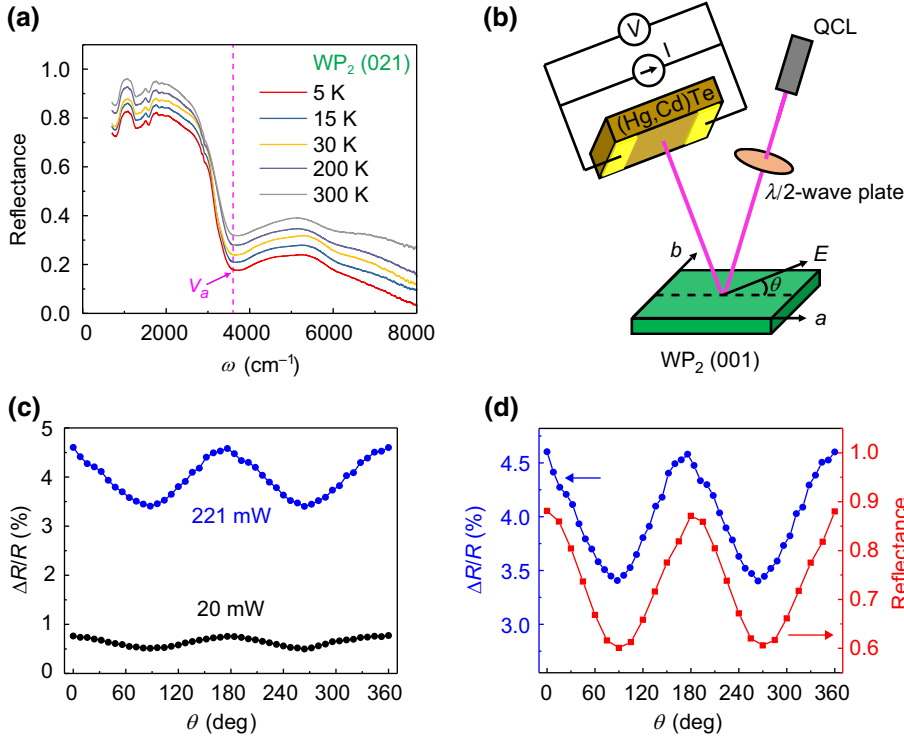 (a)
Reflectance
1.0
0.8
0.6
0.4
0.2
0.0
WP₂ (021)
5 K
15 K
30 K
200 K
300 K
Vₐ
0
2000
4000
6000
8000
ω (cm⁻¹)
(b)
V
I
(Hg,Cd)Te
QCL
λ/2-wave plate
b
E
θ
a
WP₂ (001)
(c)
ΔR/R (%)
5
4
3
2
1
0
221 mW
20 mW
0
60
120
180
240
300
360
θ (deg)
(d)
ΔR/R (%)
4.5
4.0
3.5
3.0
1.0
0.9
0.8
0.7
0.6
Reflectance
0
60
120
180
240
300
360
θ (deg)